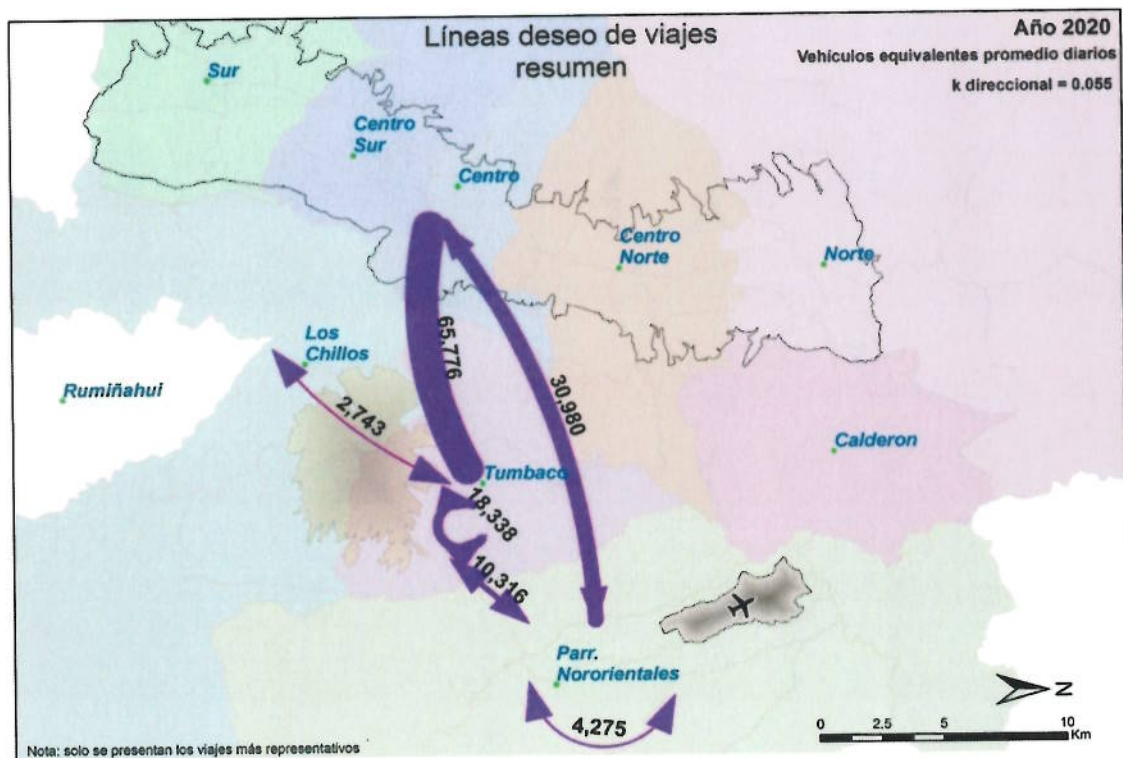 Líneas deseo de viajes
resumen
Año 2020
Vehículos equivalentes promedio diarios
k direccional = 0.055
Sur
Centro
Sur
Centro
Centro
Norte
Norte
Los
Chillos
Rumiñahui
65,776
30,980
2,743
Calderon
Tumbaco
18,338
10,316
Parr.
Nororientales
4,275
N
0 2.5 5 10
Km
Nota: solo se presentan los viajes más representativos